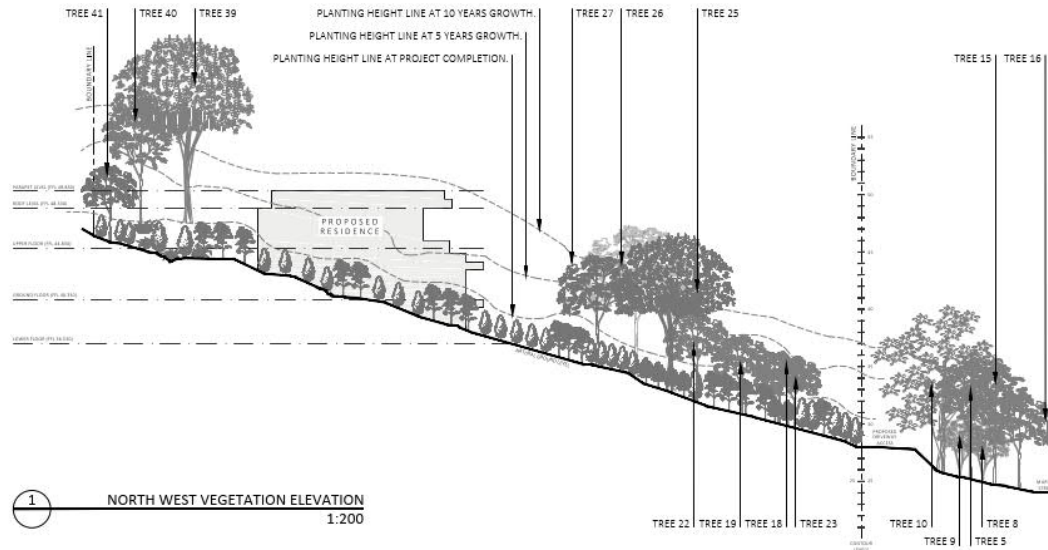 TREE 41
TREE 40
TREE 39
PLANTING HEIGHT LINE AT 10 YEARS GROWTH.
PLANTING HEIGHT LINE AT 5 YEARS GROWTH.
PLANTING HEIGHT LINE AT PROJECT COMPLETION.
TREE 27
TREE 26
TREE 25
TREE 15
TREE 16
BOUNDARY LINE
BOUNDARY LINE
PROPOSED
RESIDENCE
1
NORTH WEST VEGETATION ELEVATION
1:200
TREE 22
TREE 19
TREE 18
TREE 23
TREE 10
TREE 9
TREE 5
TREE 8